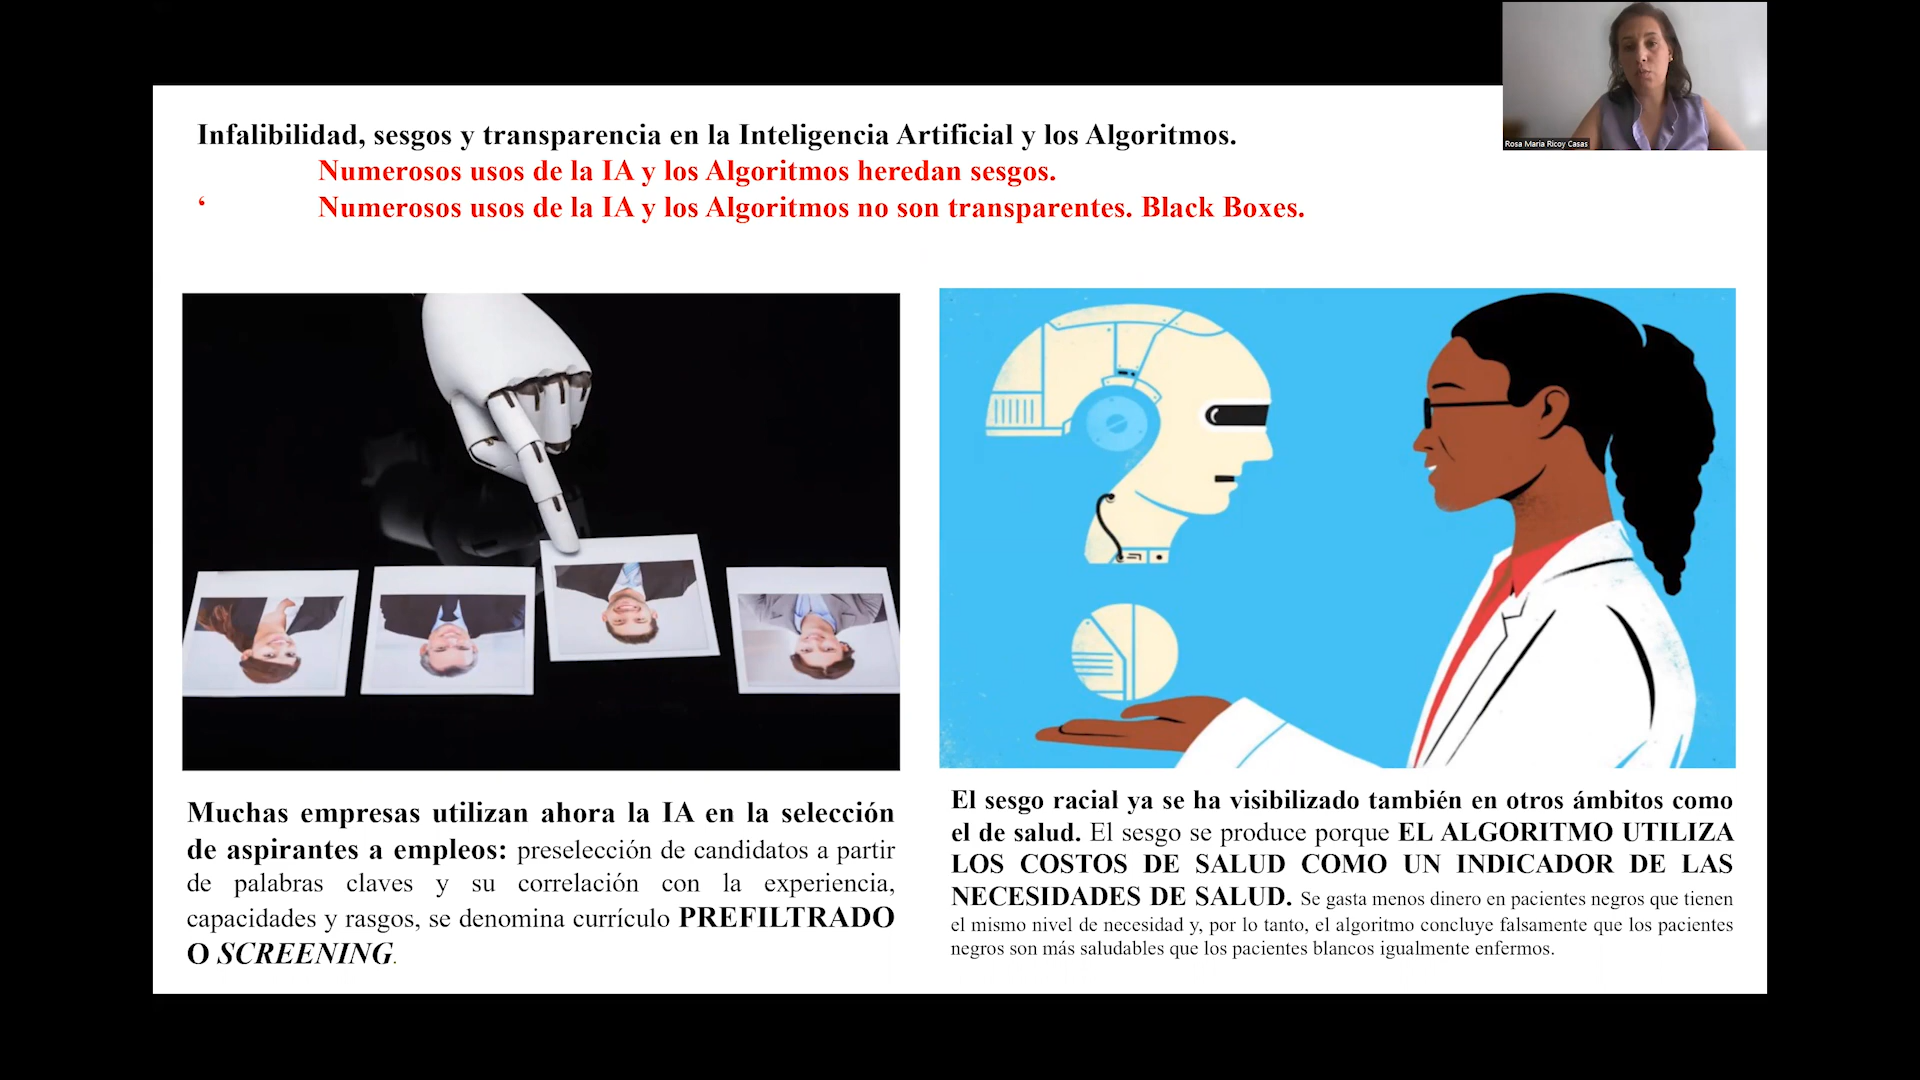 Rosa María Ricoy Casas
Infalibilidad, sesgos y transparencia en la Inteligencia Artificial y los Algoritmos.
Numerosos usos de la IA y los Algoritmos heredan sesgos.
‘ Numerosos usos de la IA y los Algoritmos no son transparentes. Black Boxes.
Muchas empresas utilizan ahora la IA en la selección
de aspirantes a empleos: preselección de candidatos a partir
de palabras claves y su correlación con la experiencia,
capacidades y rasgos, se denomina currículo PREFILTRADO
O SCREENING.
El sesgo racial ya se ha visibilizado también en otros ámbitos como
el de salud. El sesgo se produce porque EL ALGORITMO UTILIZA
LOS COSTOS DE SALUD COMO UN INDICADOR DE LAS
NECESIDADES DE SALUD. Se gasta menos dinero en pacientes negros que tienen
el mismo nivel de necesidad y, por lo tanto, el algoritmo concluye falsamente que los pacientes
negros son más saludables que los pacientes blancos igualmente enfermos.